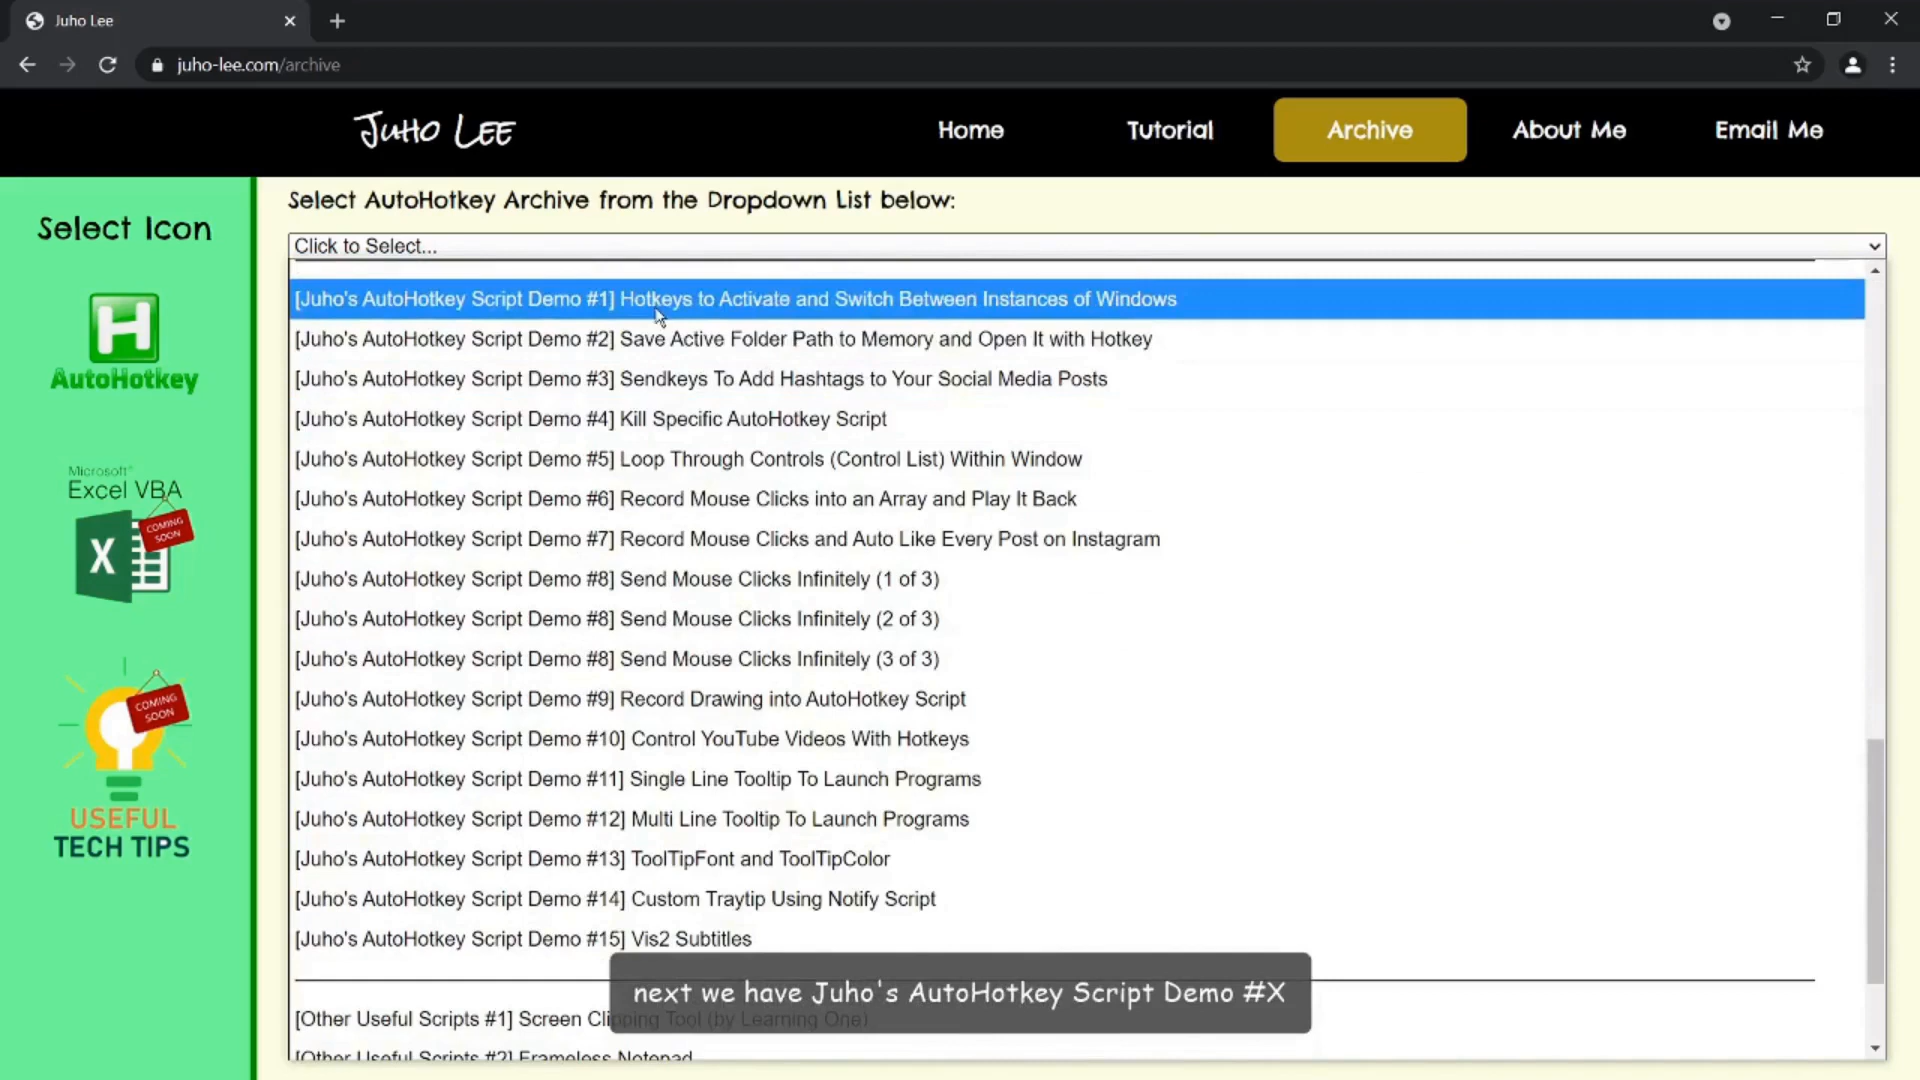 Juho Lee
juho-lee.com/archive
Juho Lee
Home
Tutorial
Archive
About Me
Email Me
Select Icon
H
AutoHotkey
Microsoft®
Excel VBA
COMING SOON
X
COMING SOON
USEFUL
TECH TIPS
Select AutoHotkey Archive from the Dropdown List below:
Click to Select...
[Juho's AutoHotkey Script Demo #1] Hotkeys to Activate and Switch Between Instances of Windows
[Juho's AutoHotkey Script Demo #2] Save Active Folder Path to Memory and Open It with Hotkey
[Juho's AutoHotkey Script Demo #3] Sendkeys To Add Hashtags to Your Social Media Posts
[Juho's AutoHotkey Script Demo #4] Kill Specific AutoHotkey Script
[Juho's AutoHotkey Script Demo #5] Loop Through Controls (Control List) Within Window
[Juho's AutoHotkey Script Demo #6] Record Mouse Clicks into an Array and Play It Back
[Juho's AutoHotkey Script Demo #7] Record Mouse Clicks and Auto Like Every Post on Instagram
[Juho's AutoHotkey Script Demo #8] Send Mouse Clicks Infinitely (1 of 3)
[Juho's AutoHotkey Script Demo #8] Send Mouse Clicks Infinitely (2 of 3)
[Juho's AutoHotkey Script Demo #8] Send Mouse Clicks Infinitely (3 of 3)
[Juho's AutoHotkey Script Demo #9] Record Drawing into AutoHotkey Script
[Juho's AutoHotkey Script Demo #10] Control YouTube Videos With Hotkeys
[Juho's AutoHotkey Script Demo #11] Single Line Tooltip To Launch Programs
[Juho's AutoHotkey Script Demo #12] Multi Line Tooltip To Launch Programs
[Juho's AutoHotkey Script Demo #13] ToolTipFont and ToolTipColor
[Juho's AutoHotkey Script Demo #14] Custom Traytip Using Notify Script
[Juho's AutoHotkey Script Demo #15] Vis2 Subtitles
next we have Juho's AutoHotkey Script Demo #X
[Other Useful Scripts #1] Screen Clipping Tool (by Learning One)
[Other Useful Scripts #2] Frameless Notepad